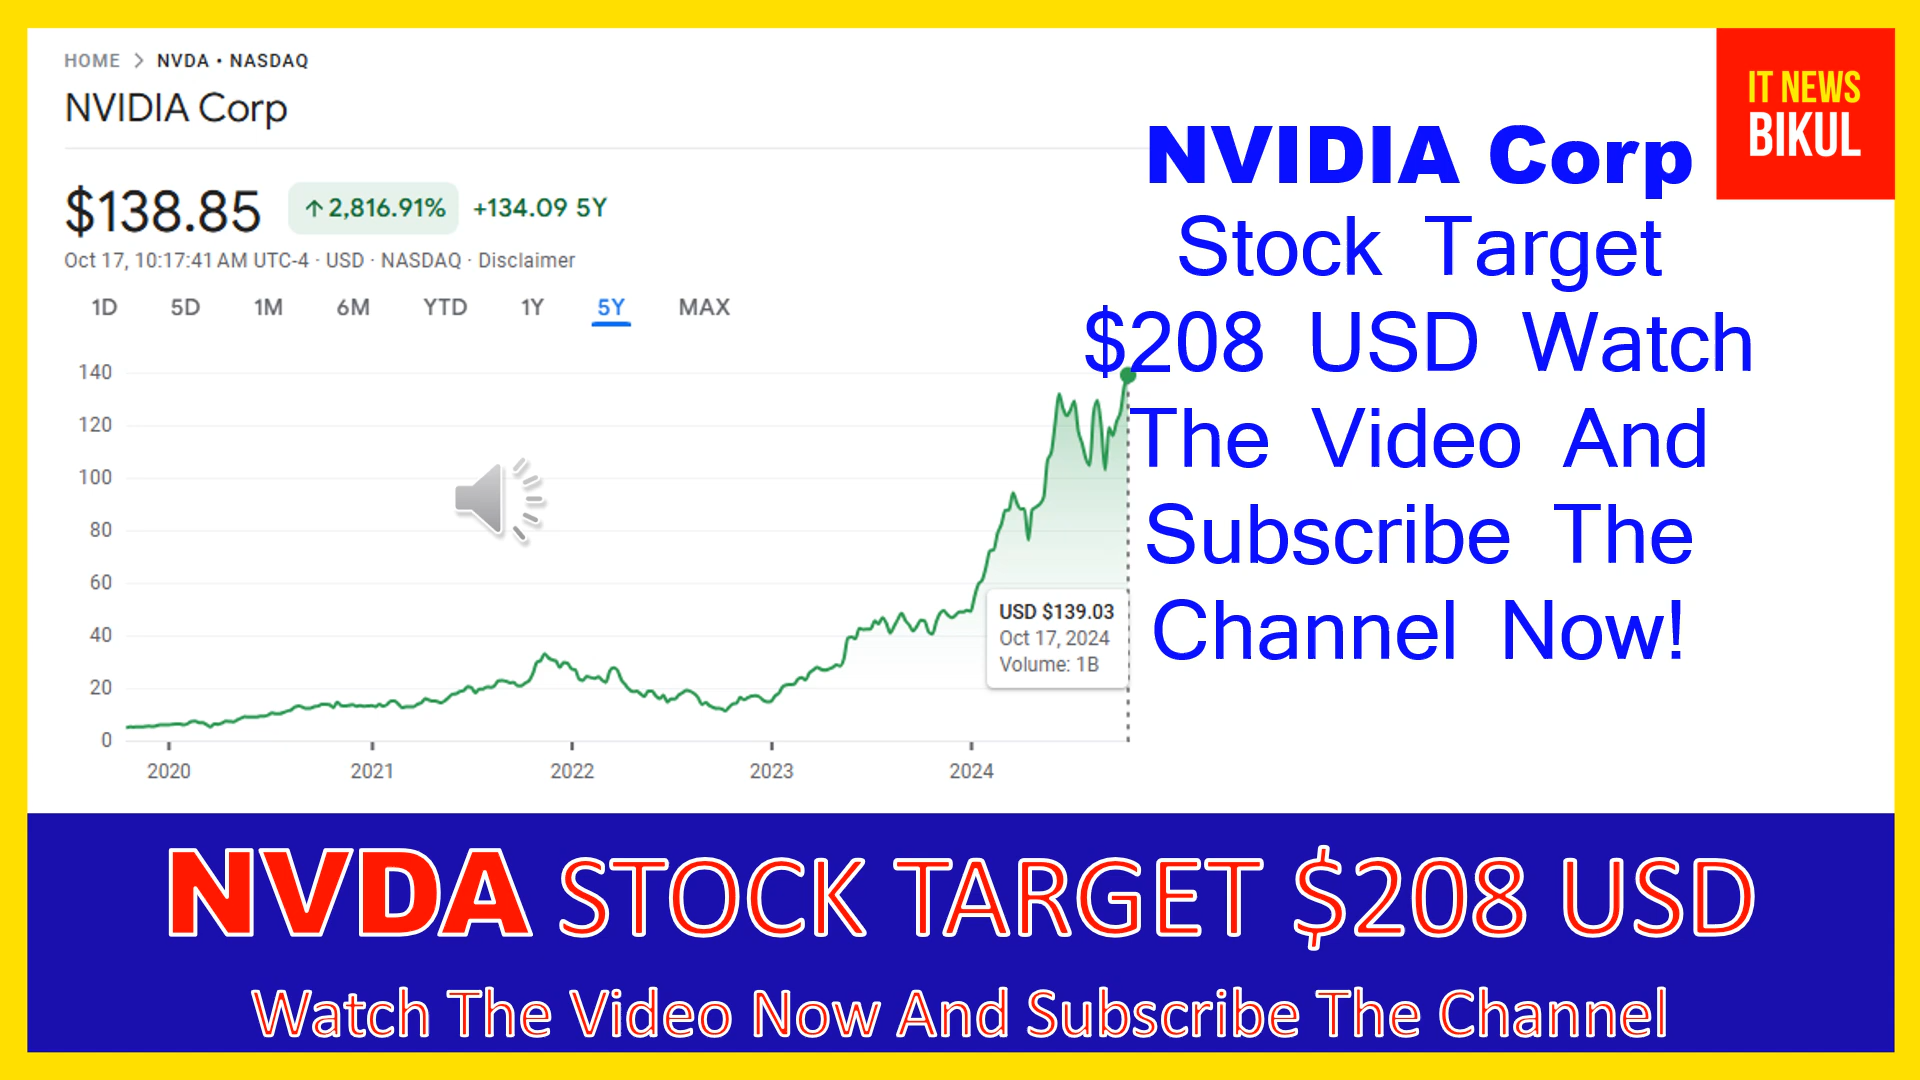 HOME > NVDA • NASDAQ
NVIDIA Corp
$138.85 ↑ 2,816.91% +134.09 5Y
Oct 17, 10:17:41 AM UTC-4 · USD · NASDAQ · Disclaimer
1D 5D 1M 6M YTD 1Y 5Y MAX
140
120
100
80
60
40
20
0
2020 2021 2022 2023 2024
USD $139.03
Oct 17, 2024
Volume: 1B
IT NEWS
BIKUL
NVIDIA Corp
Stock Target
$208 USD Watch
The Video And
Subscribe The
Channel Now!
NVDA STOCK TARGET $208 USD
Watch The Video Now And Subscribe The Channel